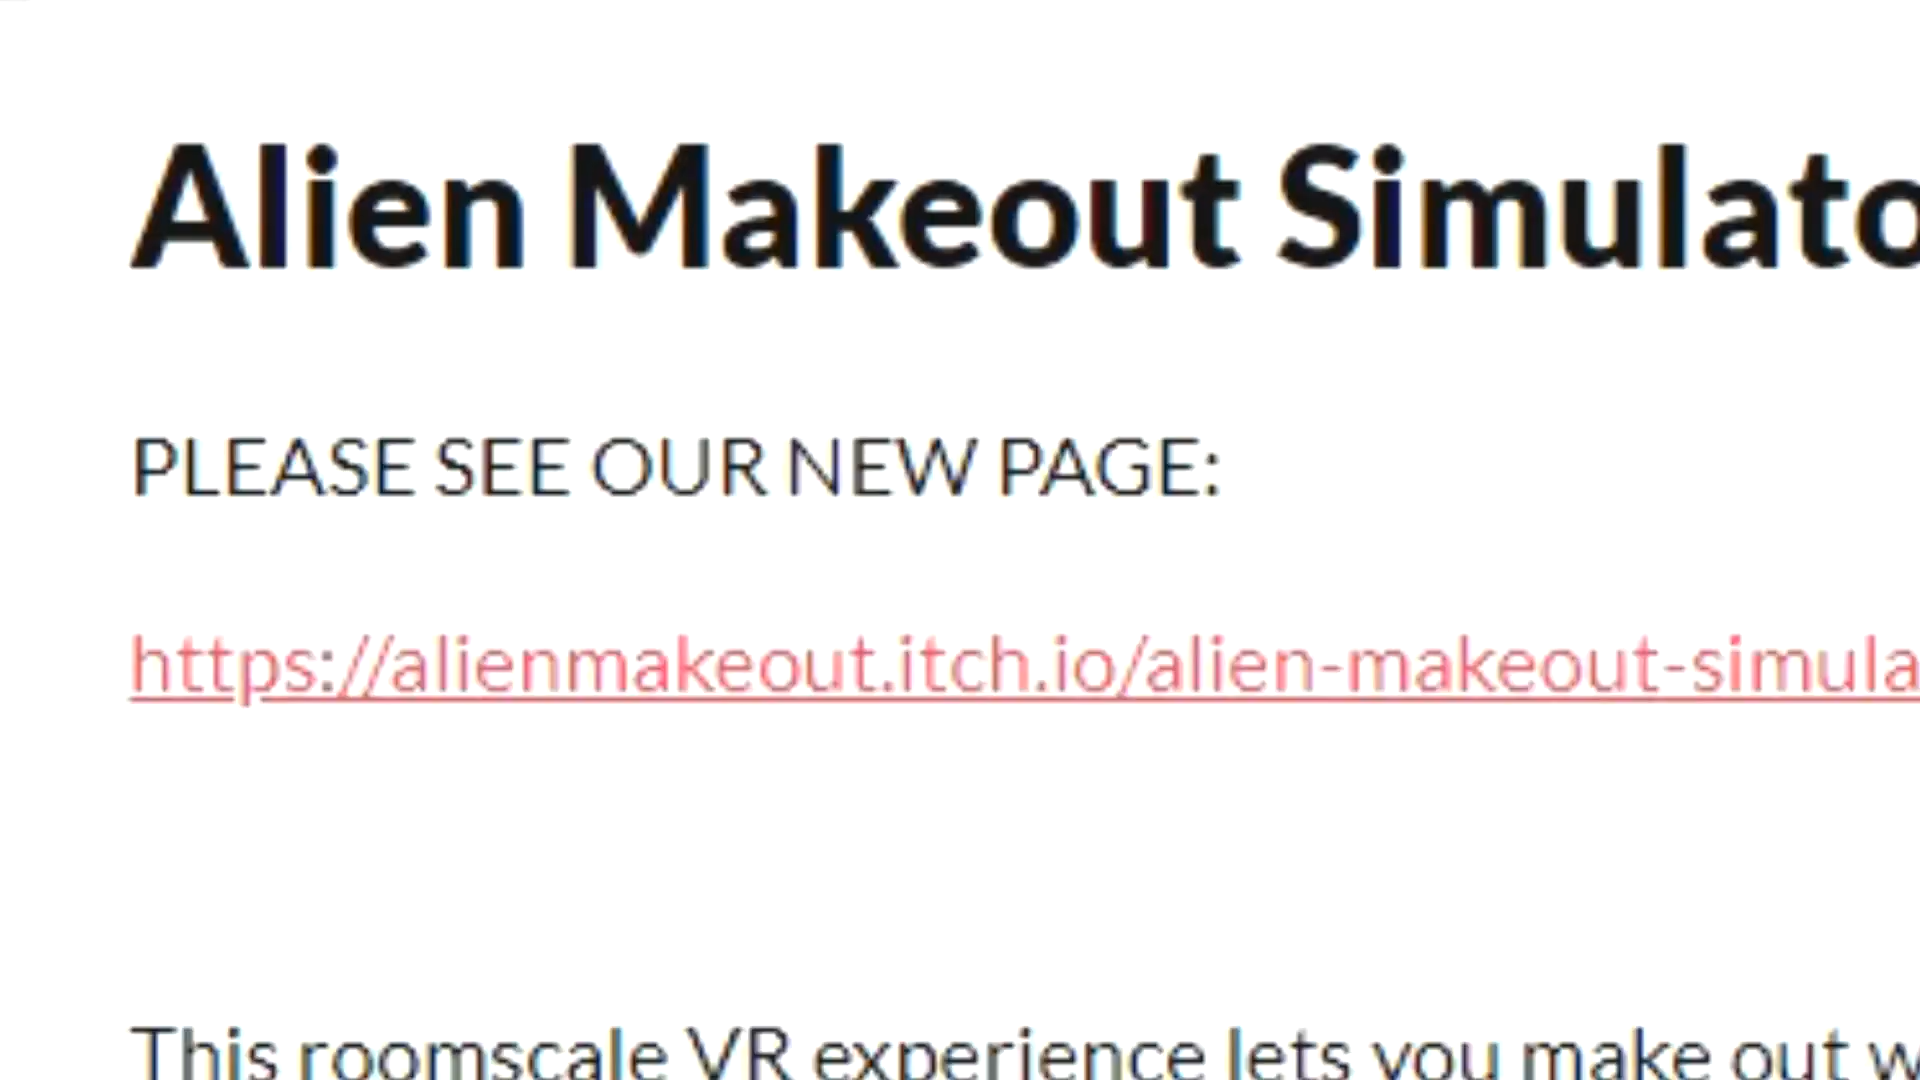 Alien Makeout Simulato
PLEASE SEE OUR NEW PAGE:
https://alienmakeout.itch.io/alien-makeout-simula
This roomscale VR experience lets you make out w